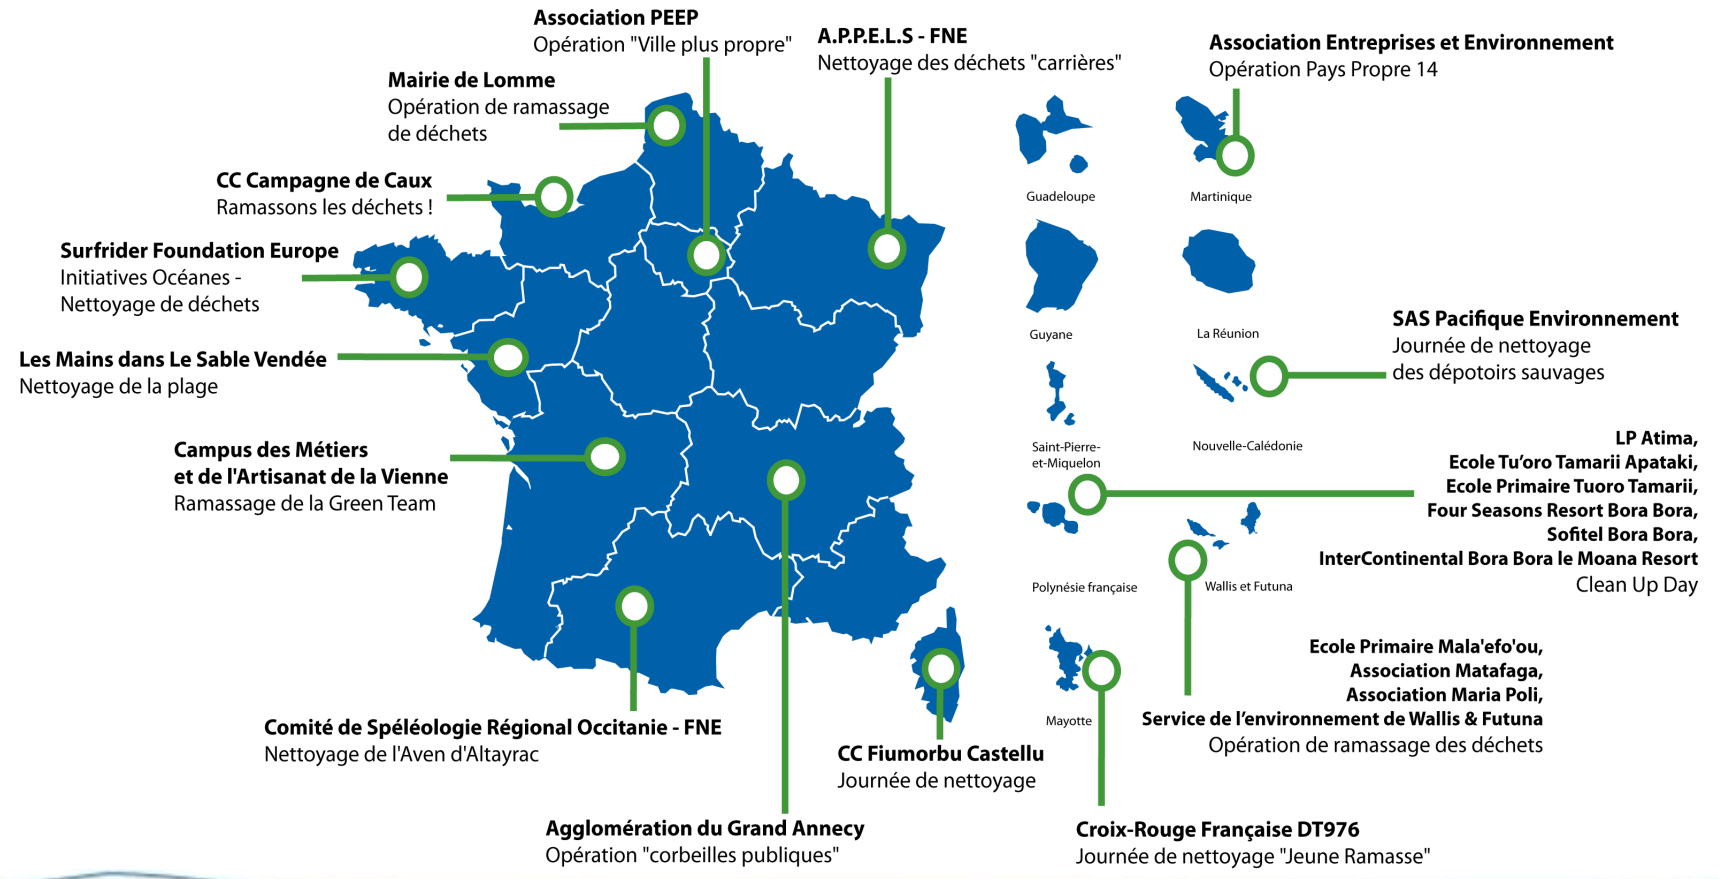 Association PEEP
Opération "Ville plus propre"
A.P.P.E.L.S - FNE
Nettoyage des déchets "carrières"
Association Entreprises et Environnement
Opération Pays Propre 14
Mairie de Lomme
Opération de ramassage
de déchets
CC Campagne de Caux
Ramassons les déchets !
Surfrider Foundation Europe
Initiatives Océanes -
Nettoyage de déchets
Les Mains dans Le Sable Vendée
Nettoyage de la plage
Campus des Métiers
et de l'Artisanat de la Vienne
Ramassage de la Green Team
Guadeloupe
Martinique
Guyane
La Réunion
SAS Pacifique Environnement
Journée de nettoyage
des dépotoirs sauvages
Saint-Pierre-
et-Miquelon
Nouvelle-Calédonie
LP Atima,
Ecole Tu’oro Tamarii Apataki,
Ecole Primaire Tuoro Tamarii,
Four Seasons Resort Bora Bora,
Sofitel Bora Bora,
InterContinental Bora Bora le Moana Resort
Clean Up Day
Polynésie française
Wallis et Futuna
Ecole Primaire Mala'efo'ou,
Association Matafaga,
Association Maria Poli,
Service de l’environnement de Wallis & Futuna
Opération de ramassage des déchets
Mayotte
Comité de Spéléologie Régional Occitanie - FNE
Nettoyage de l'Aven d'Altayrac
CC Fiumorbu Castellu
Journée de nettoyage
Agglomération du Grand Annecy
Opération "corbeilles publiques"
Croix-Rouge Française DT976
Journée de nettoyage "Jeune Ramasse"